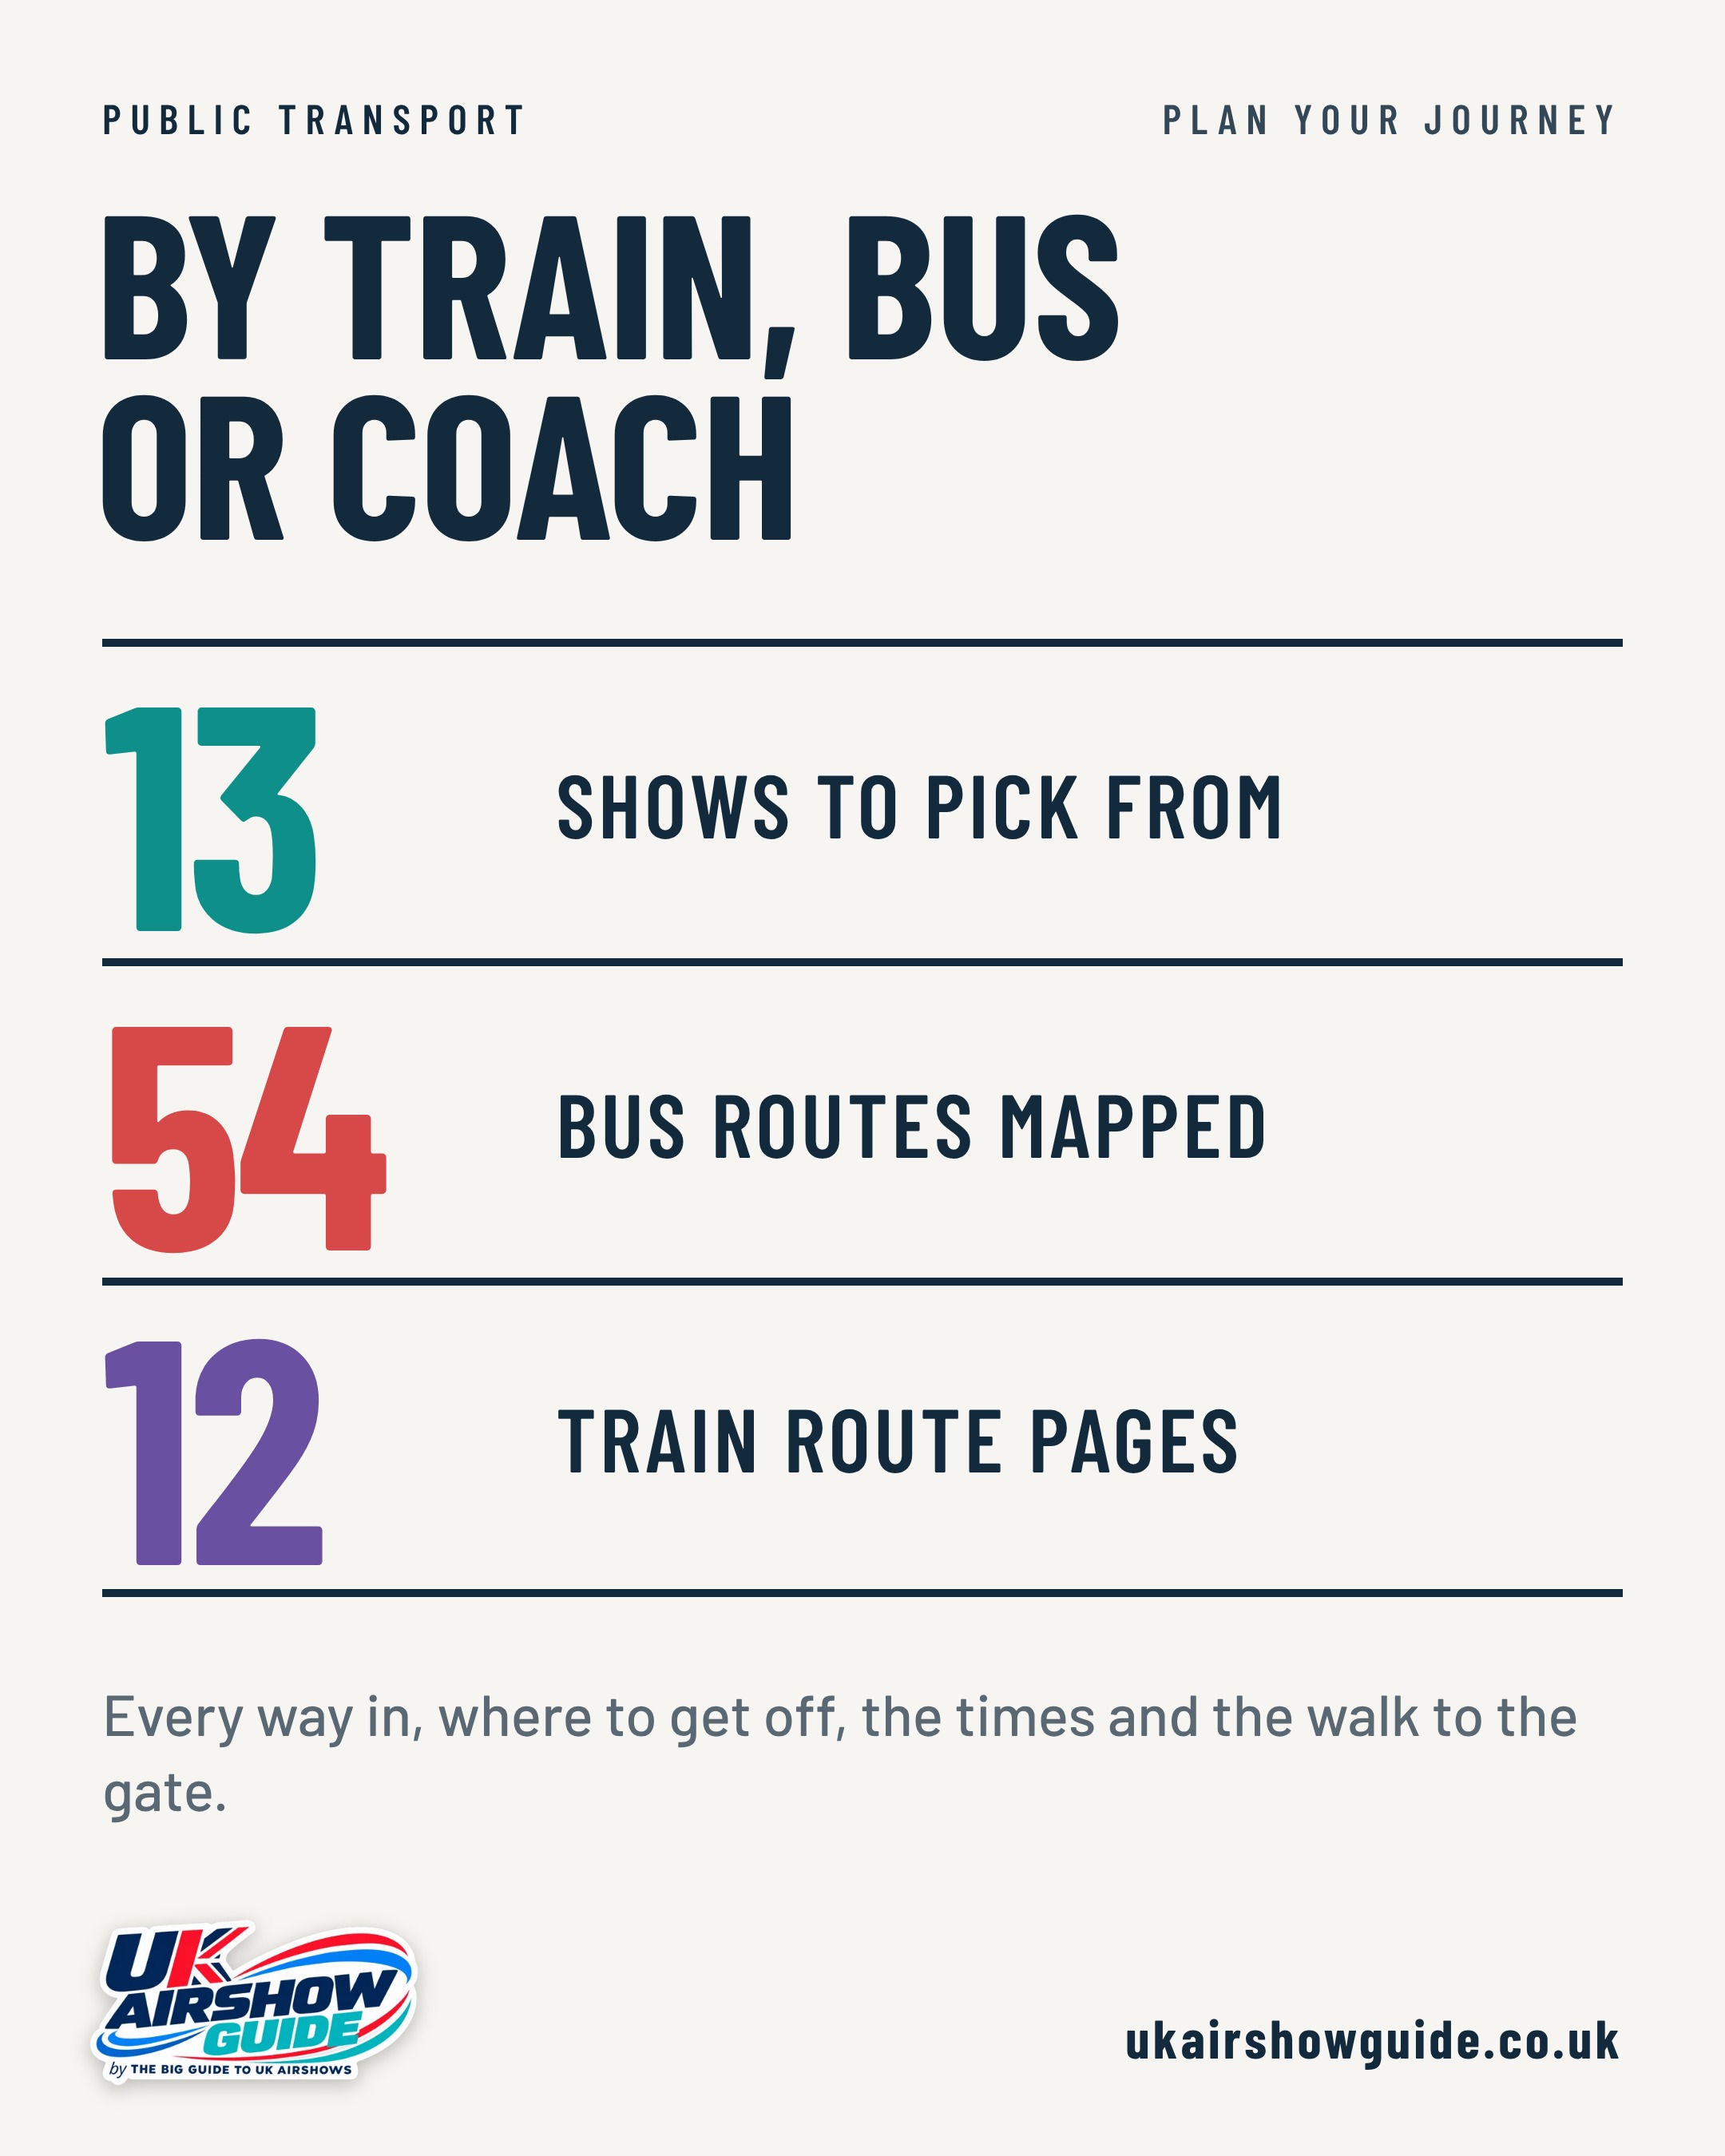 PUBLIC TRANSPORT
PLAN YOUR JOURNEY
BY TRAIN, BUS
OR COACH
13
SHOWS TO PICK FROM
54
BUS ROUTES MAPPED
12
TRAIN ROUTE PAGES
Every way in, where to get off, the times and the walk to the
gate.
UK
AIRSHOW
GUIDE
by THE BIG GUIDE TO UK AIRSHOWS
ukairshowguide.co.uk